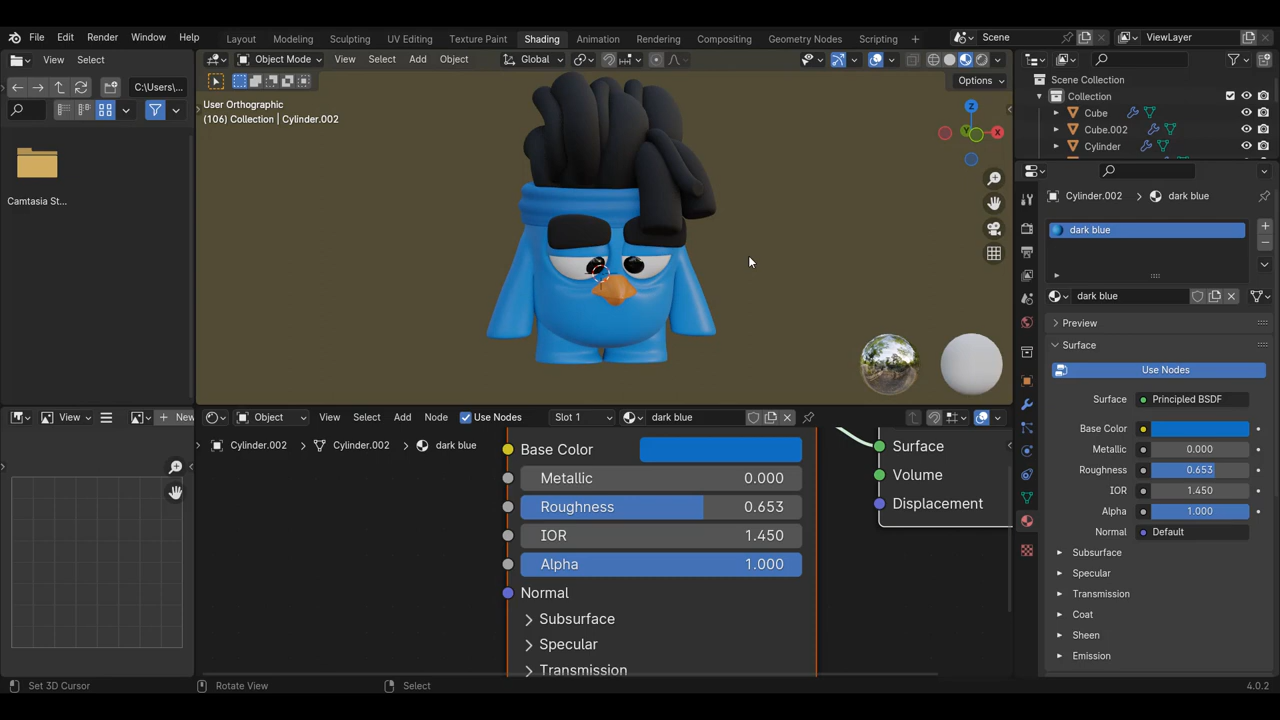 File Edit Render Window Help
Layout Modeling Sculpting UV Editing Texture Paint Shading Animation Rendering Compositing Geometry Nodes Scripting
Scene ViewLayer
View Select
Object Mode View Select Add Object
Global
Options
C:\Users\...
Camtasia St...
User Orthographic
(106) Collection | Cylinder.002
Z
X
Y
Scene Collection
Collection
Cube
Cube.002
Cylinder
Cylinder.002 dark blue
dark blue
dark blue
Preview
Surface
Use Nodes
Surface Principled BSDF
Base Color
Metallic 0.000
Roughness 0.653
IOR 1.450
Alpha 1.000
Normal Default
Subsurface
Specular
Transmission
Coat
Sheen
Emission
View New
Object View Select Add Node Use Nodes Slot 1 dark blue
Cylinder.002 Cylinder.002 dark blue
Base Color
Metallic 0.000
Roughness 0.653
IOR 1.450
Alpha 1.000
Normal
Subsurface
Specular
Transmission
Surface
Volume
Displacement
Set 3D Cursor Rotate View Select 4.0.2